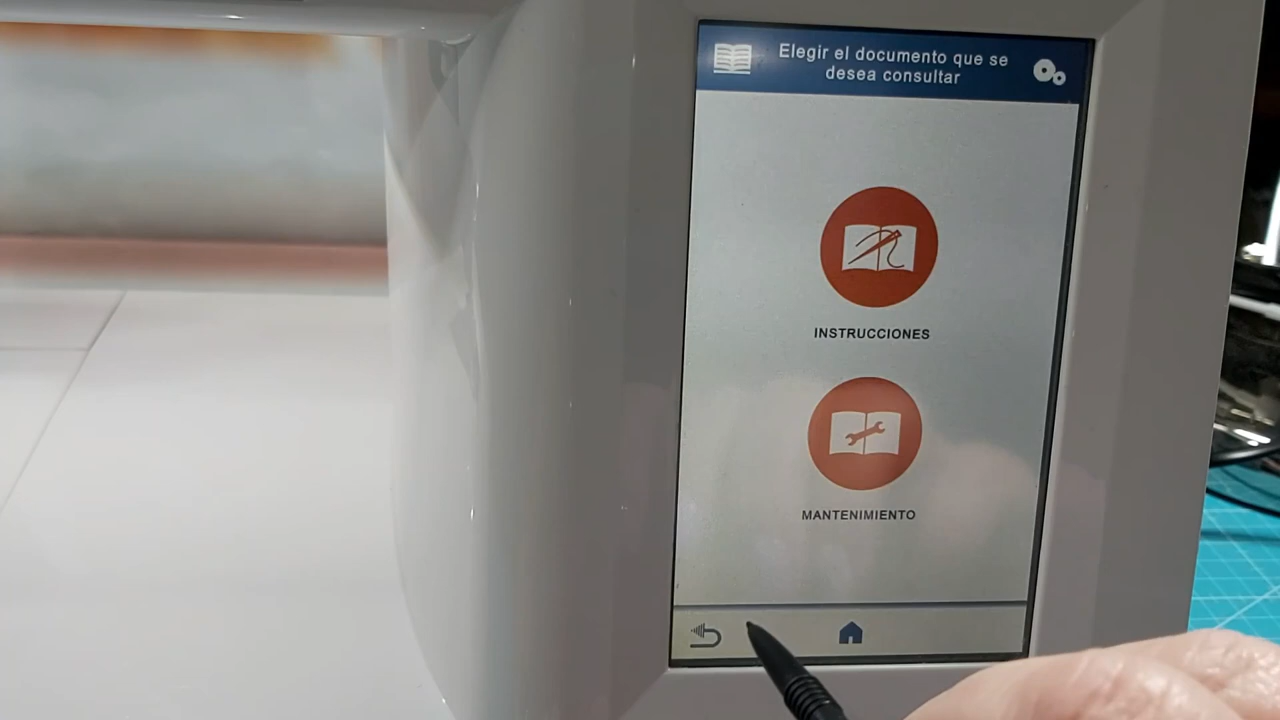 Elegir el documento que se
desea consultar
INSTRUCCIONES
MANTENIMIENTO